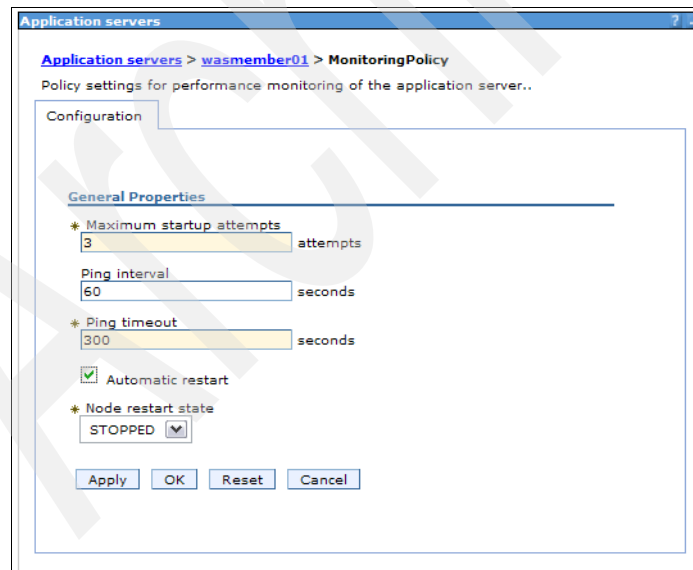 Application servers ? _
Application servers > wasmember01 > MonitoringPolicy
Policy settings for performance monitoring of the application server..
Configuration
General Properties
* Maximum startup attempts
3 attempts
Ping interval
60 seconds
* Ping timeout
300 seconds
Automatic restart
* Node restart state
STOPPED
Apply OK Reset Cancel